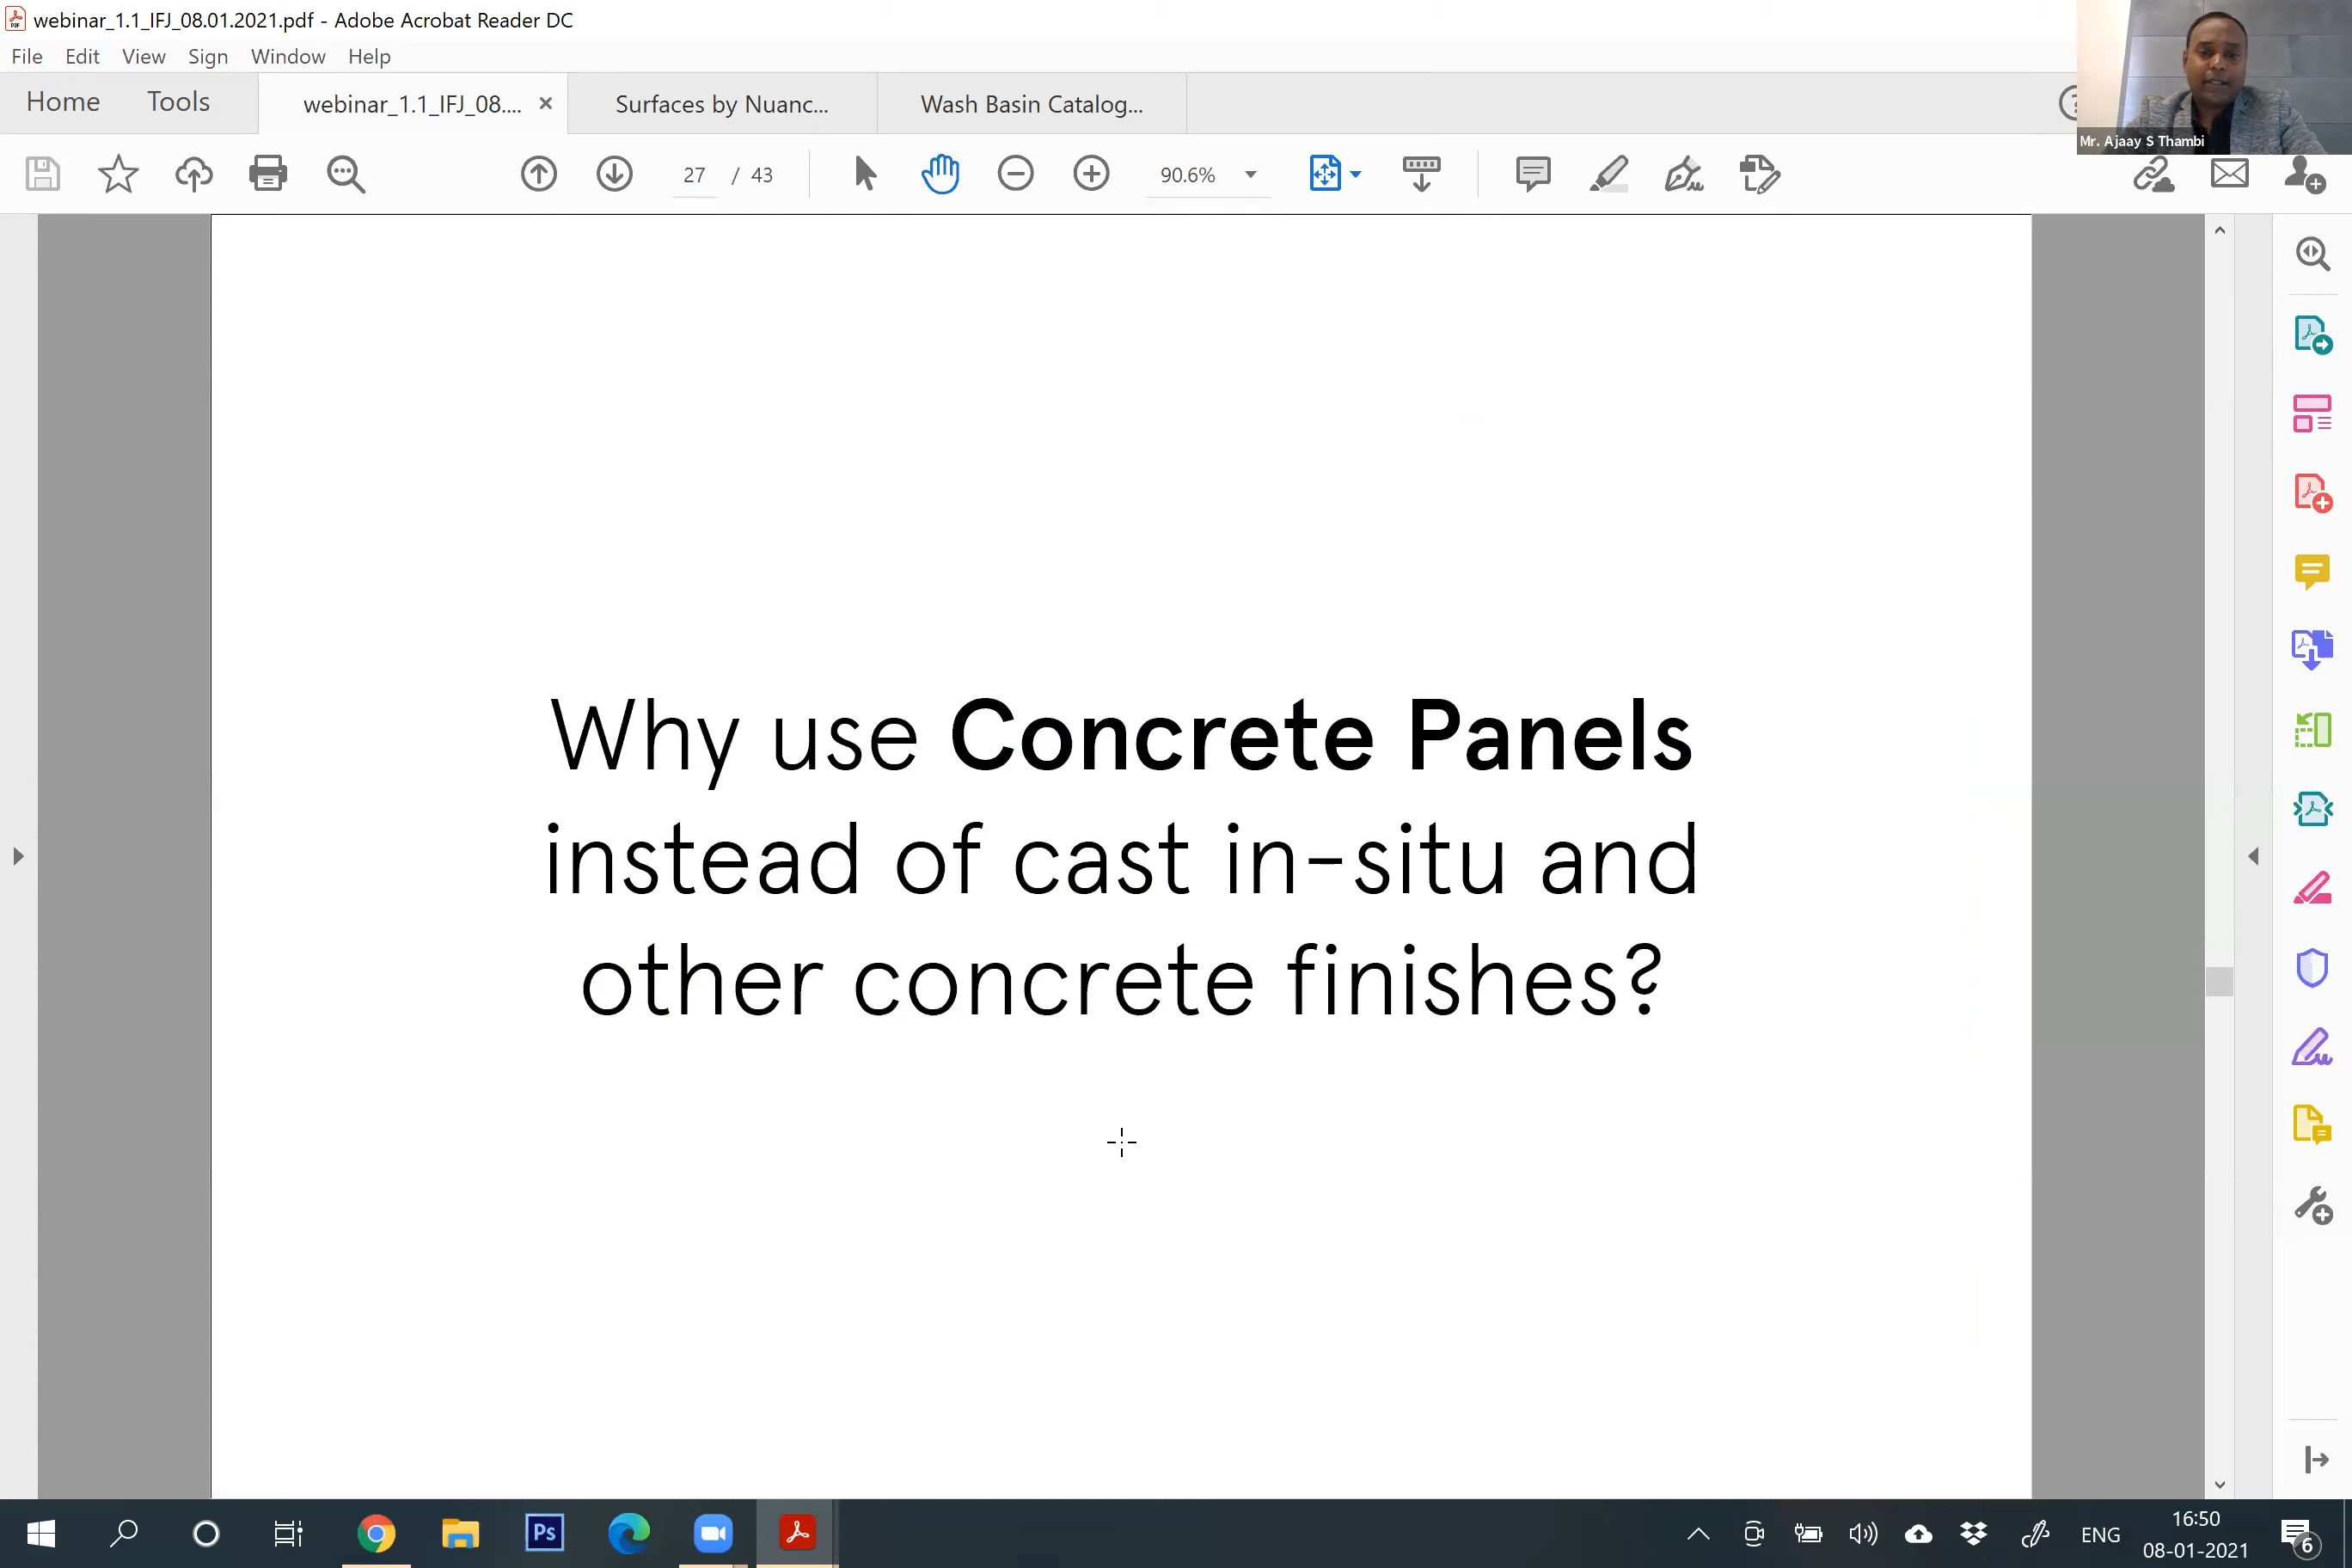 webinar_1.1_IFJ_08.01.2021.pdf - Adobe Acrobat Reader DC
File Edit View Sign Window Help
Home Tools webinar_1.1_IFJ_08.... Surfaces by Nuanc... Wash Basin Catalog...
Mr. Ajaay S Thambi
27 / 43 90.6%
Why use Concrete Panels
instead of cast in-situ and
other concrete finishes?
Ps
ENG
16:50
08-01-2021
6